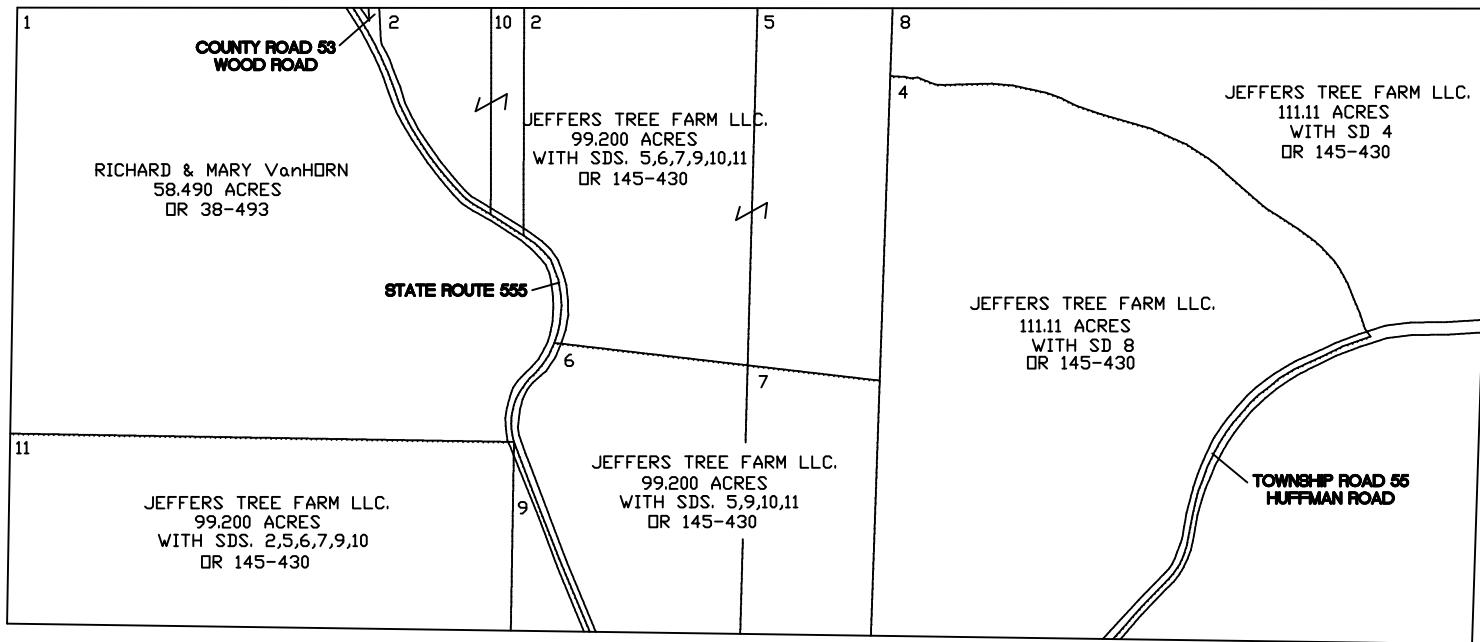 1
2
10
2
5
8
COUNTY ROAD 53
WOOD ROAD
4
JEFFERS TREE FARM LLC.
99.200 ACRES
WITH SDS. 5,6,7,9,10,11
OR 145-430
JEFFERS TREE FARM LLC.
111.11 ACRES
WITH SD 4
OR 145-430
RICHARD & MARY VanHORN
58.490 ACRES
OR 38-493
STATE ROUTE 555
JEFFERS TREE FARM LLC.
111.11 ACRES
WITH SD 8
OR 145-430
6
7
11
JEFFERS TREE FARM LLC.
99.200 ACRES
WITH SDS. 2,5,6,7,9,10
OR 145-430
9
JEFFERS TREE FARM LLC.
99.200 ACRES
WITH SDS. 5,9,10,11
OR 145-430
TOWNSHIP ROAD 55
HUFFMAN ROAD